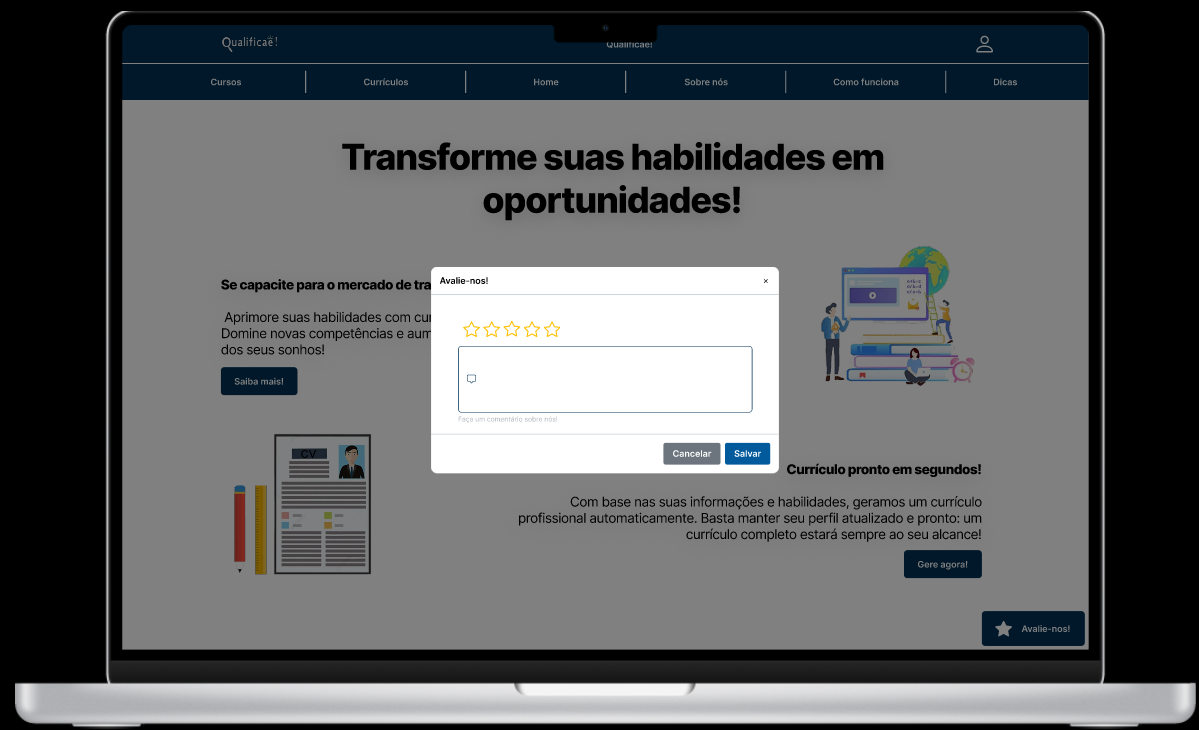 Qualificaê!
Qualificaê!
Cursos
Currículos
Home
Sobre nós
Como funciona
Dicas
Transforme suas habilidades em
oportunidades!
Se capacite para o mercado de tra
Aprimore suas habilidades com cu
Domine novas competências e aum
dos seus sonhos!
Saiba mais!
Avalie-nos!
×
Faça um comentário sobre nós!
Cancelar
Salvar
CV
Currículo pronto em segundos!
Com base nas suas informações e habilidades, geramos um currículo
profissional automaticamente. Basta manter seu perfil atualizado e pronto: um
currículo completo estará sempre ao seu alcance!
Gere agora!
Avalie-nos!